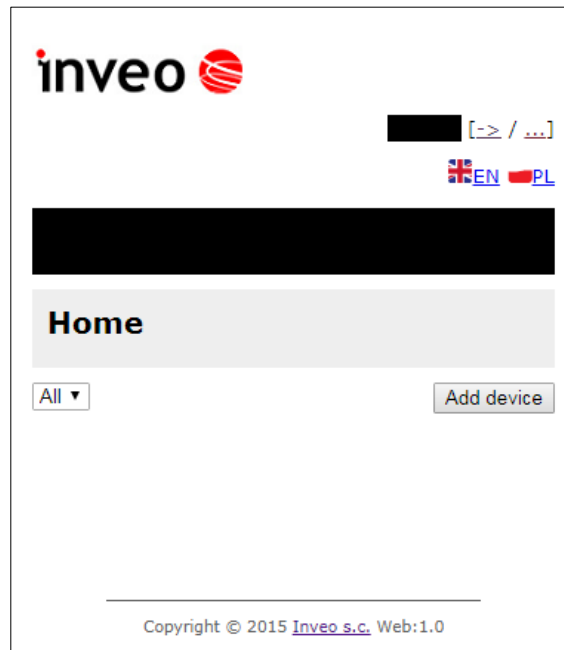 inveo
[-> / ...]
EN PL
Home
All ▼ Add device
Copyright © 2015 Inveo s.c. Web:1.0